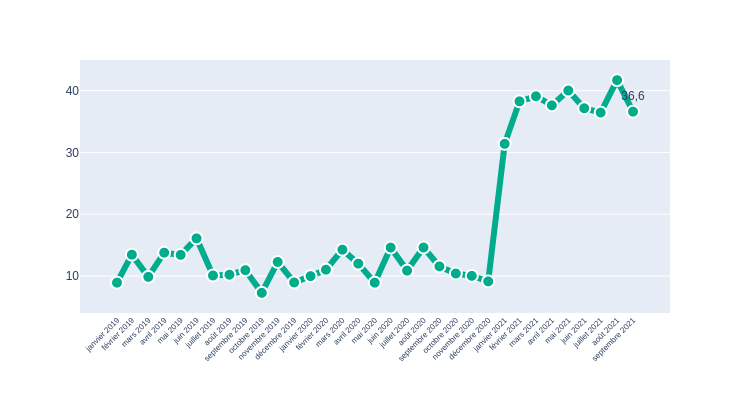 40
30
20
10
36,6
janvier 2019
février 2019
mars 2019
avril 2019
mai 2019
juin 2019
juillet 2019
août 2019
septembre 2019
octobre 2019
novembre 2019
décembre 2019
janvier 2020
février 2020
mars 2020
avril 2020
mai 2020
juin 2020
juillet 2020
août 2020
septembre 2020
octobre 2020
novembre 2020
décembre 2020
janvier 2021
février 2021
mars 2021
avril 2021
mai 2021
juin 2021
juillet 2021
août 2021
septembre 2021